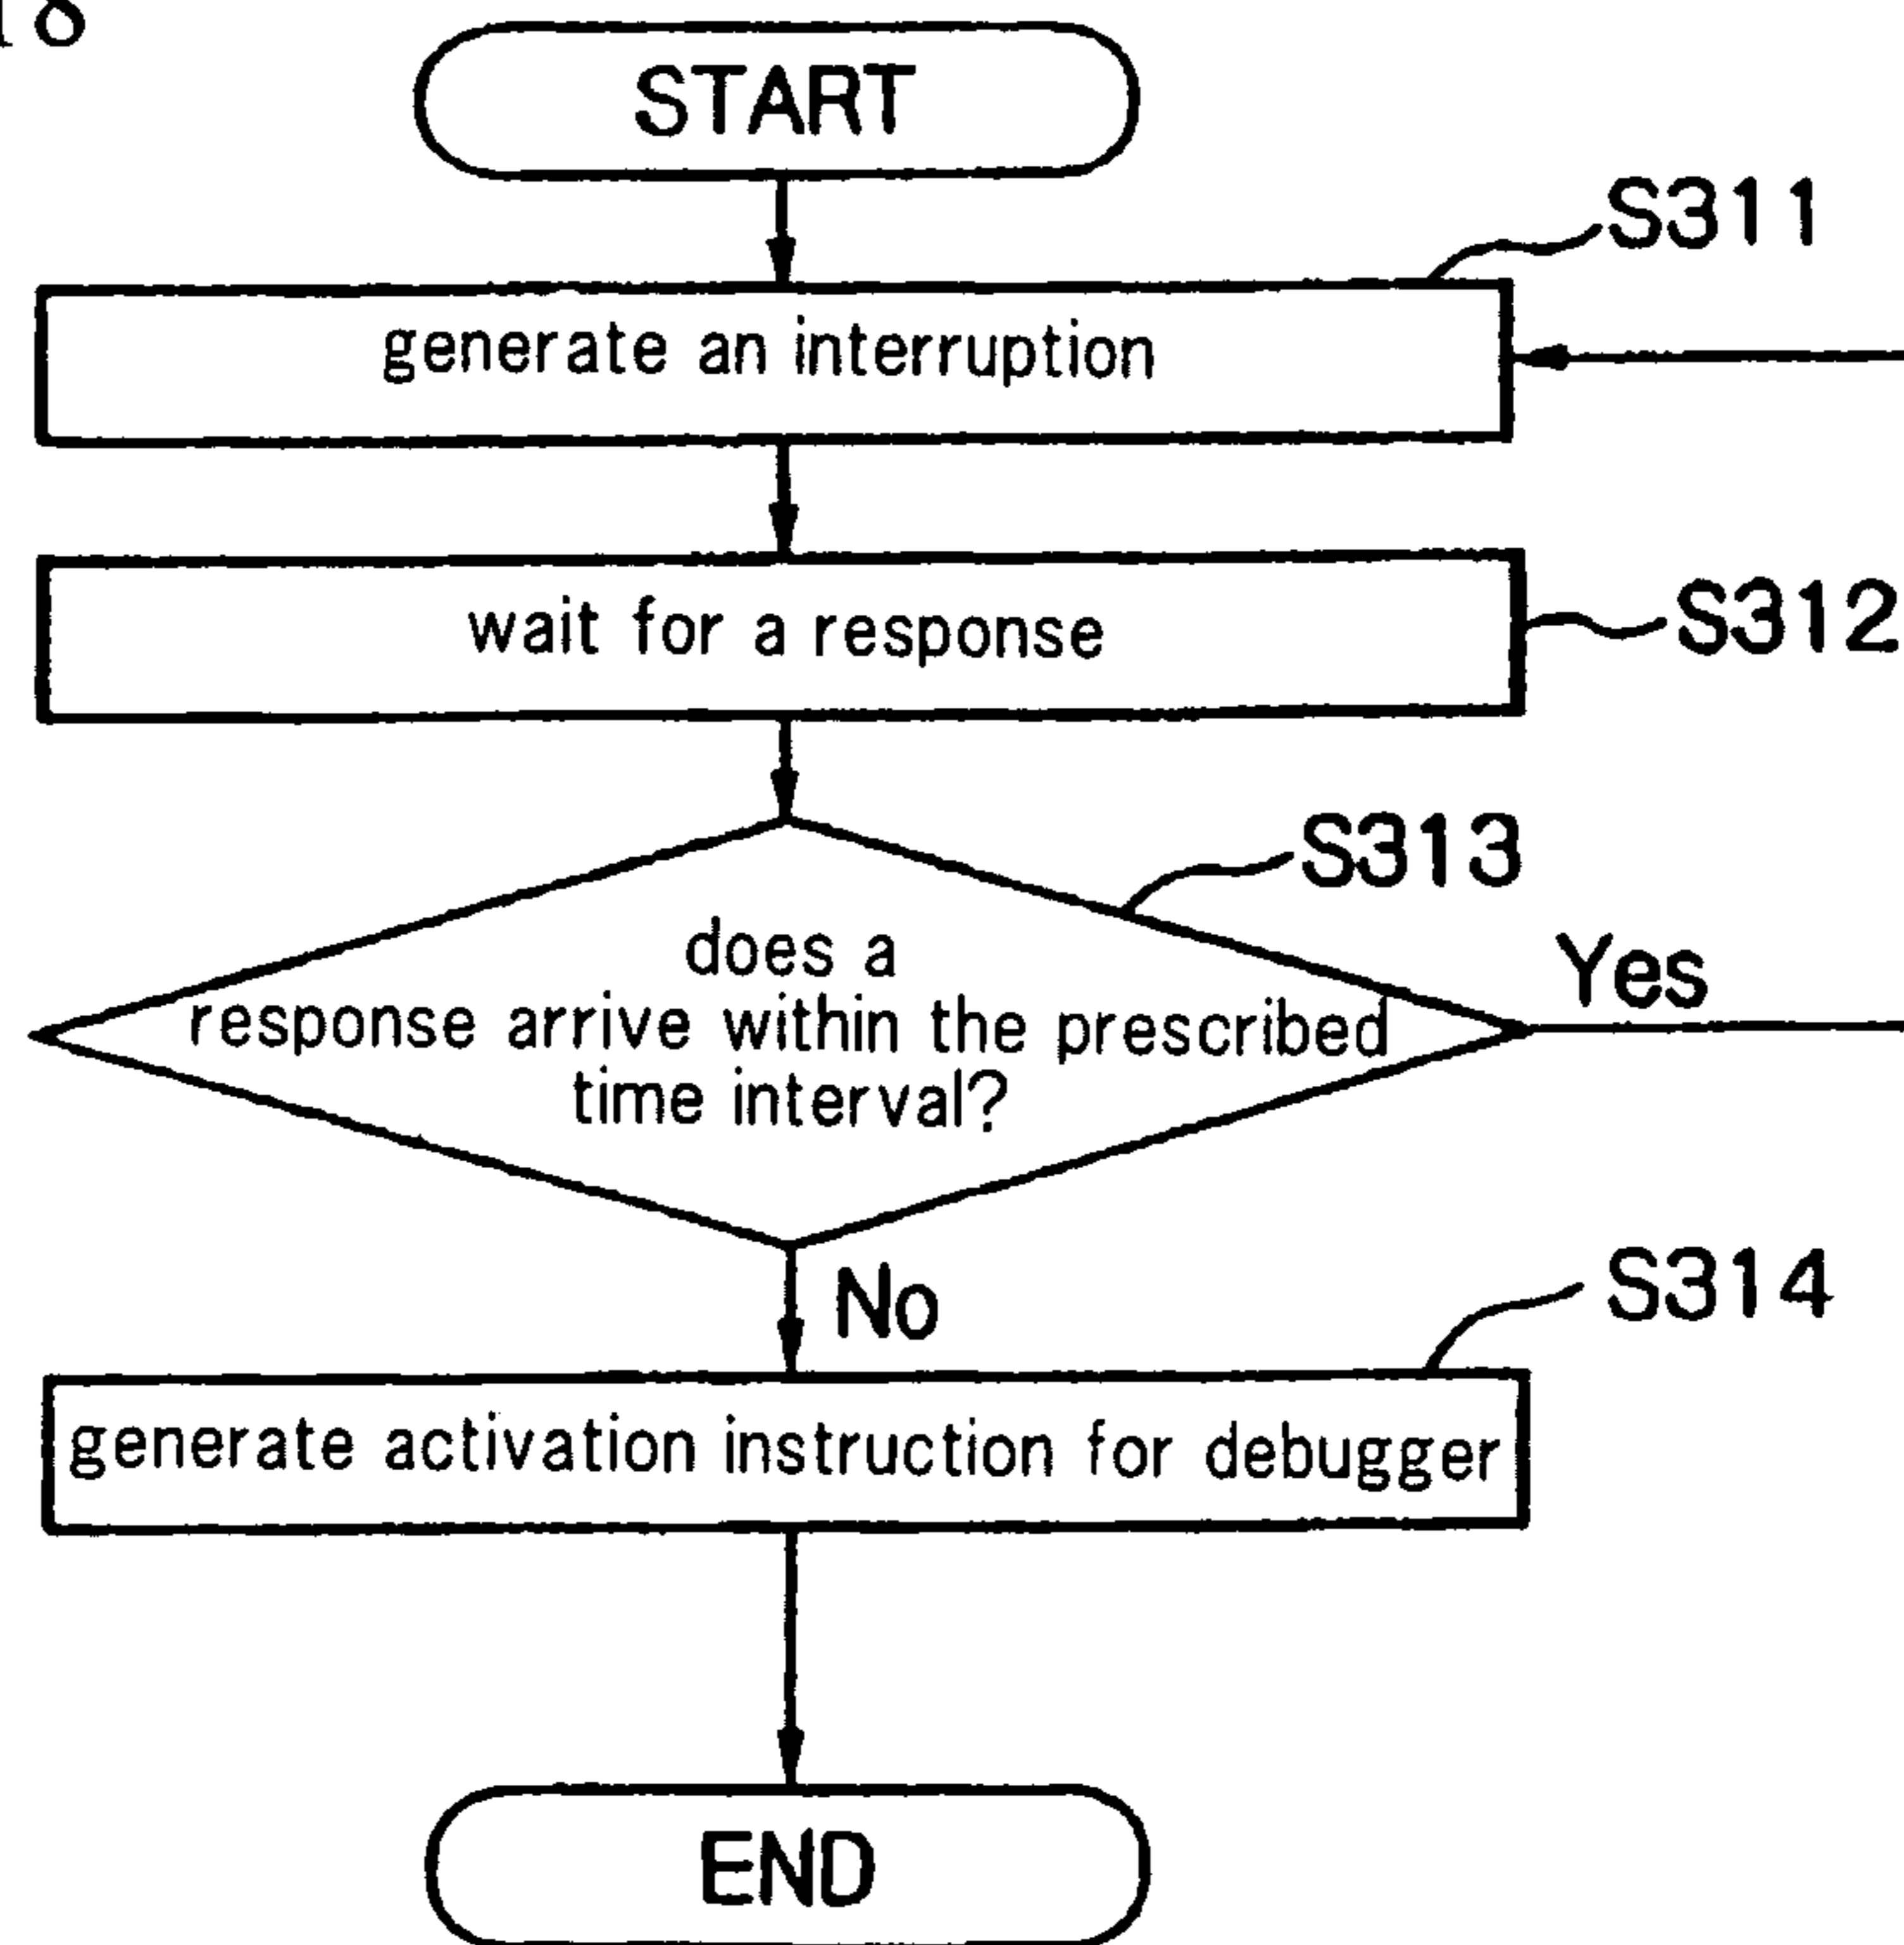 18
START
S311
generate an interruption
wait for a response
S312
S313
does a
response arrive within the prescribed
time interval?
Yes
No
S314
generate activation instruction for debugger
END